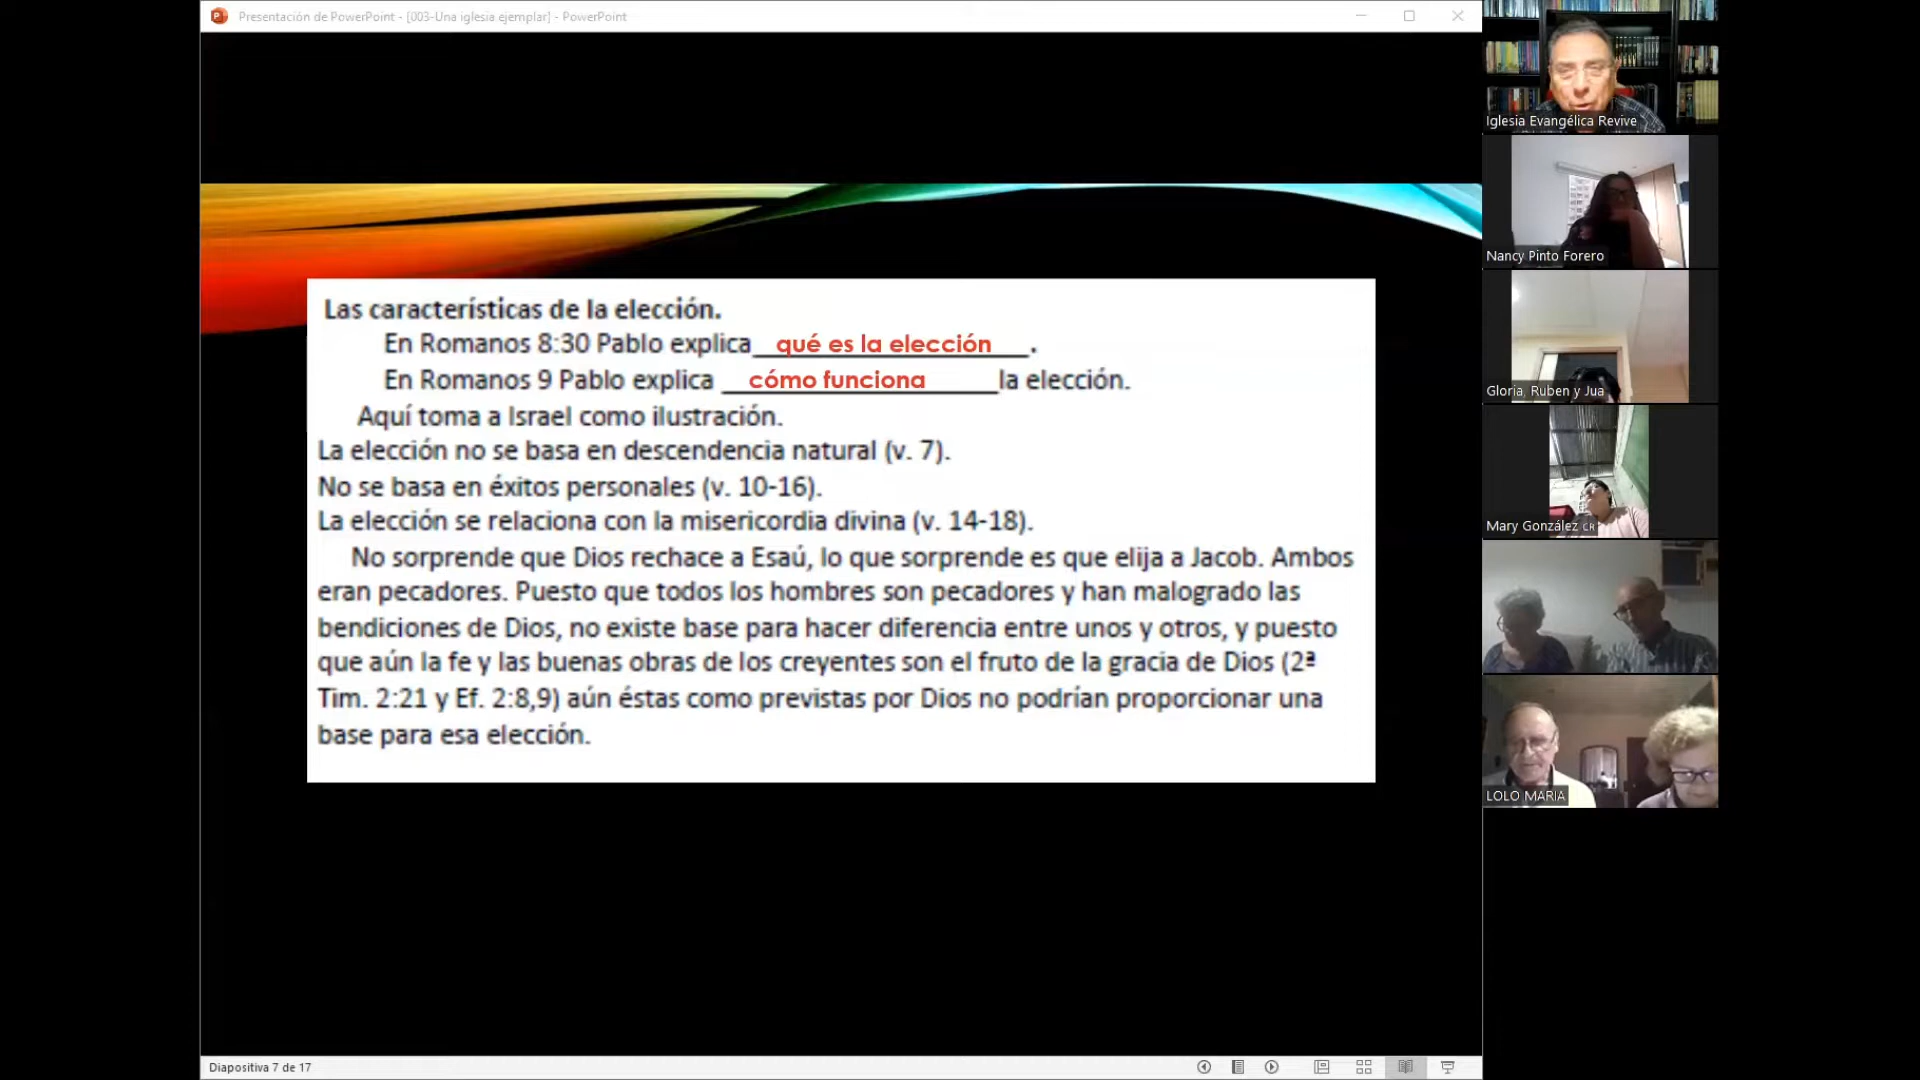 Presentación de PowerPoint - [003-Una iglesia ejemplar] - PowerPoint
Las características de la elección.
En Romanos 8:30 Pablo explica qué es la elección.
En Romanos 9 Pablo explica cómo funciona la elección.
Aquí toma a Israel como ilustración.
La elección no se basa en descendencia natural (v. 7).
No se basa en éxitos personales (v. 10-16).
La elección se relaciona con la misericordia divina (v. 14-18).
No sorprende que Dios rechace a Esaú, lo que sorprende es que elija a Jacob. Ambos
eran pecadores. Puesto que todos los hombres son pecadores y han malogrado las
bendiciones de Dios, no existe base para hacer diferencia entre unos y otros, y puesto
que aún la fe y las buenas obras de los creyentes son el fruto de la gracia de Dios (2ª
Tim. 2:21 y Ef. 2:8,9) aún éstas como previstas por Dios no podrían proporcionar una
base para esa elección.
Diapositiva 7 de 17
Iglesia Evangélica Revive
Nancy Pinto Forero
Gloria, Ruben y Jua
Mary González CR
LOLO MARIA